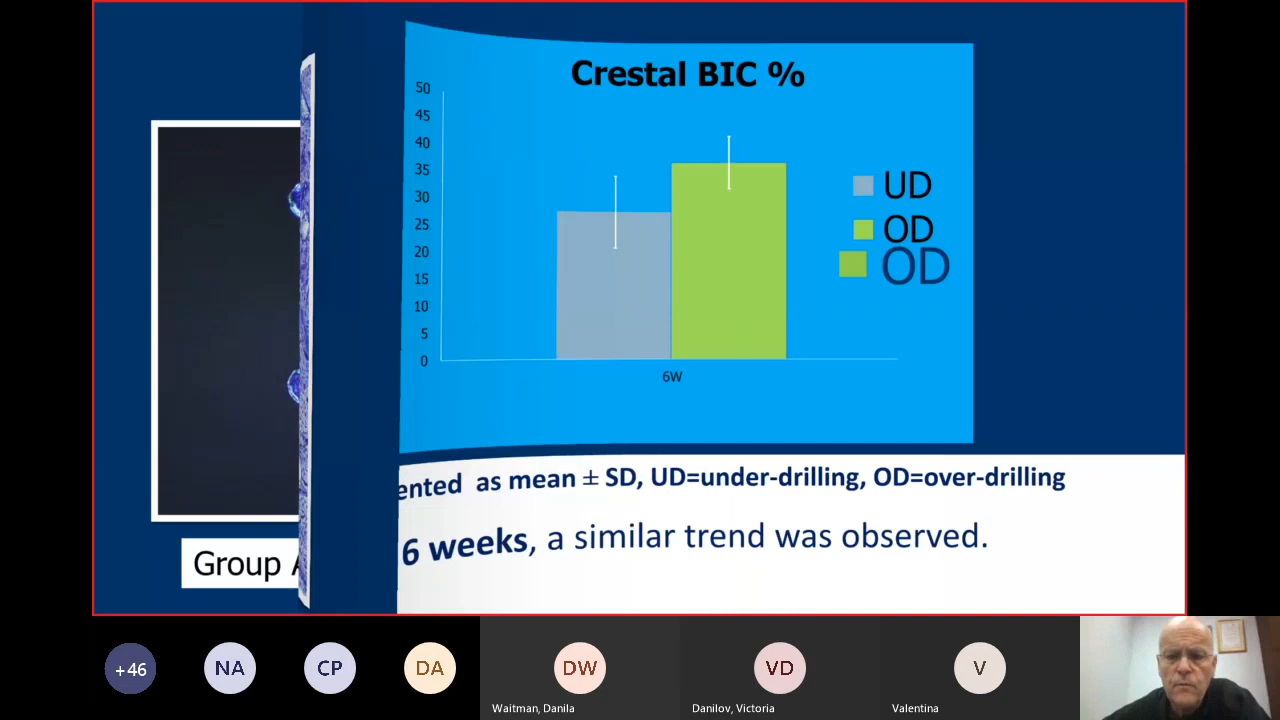 Crestal BIC %
50
45
40
35
30
25
20
15
10
5
0
6W
UD
OD
OD
as mean ± SD, UD=under-drilling, OD=over-drilling
6 weeks, a similar trend was observed.
Group
+46
NA
CP
DA
DW
VD
V
Waitman, Danila
Danilov, Victoria
Valentina